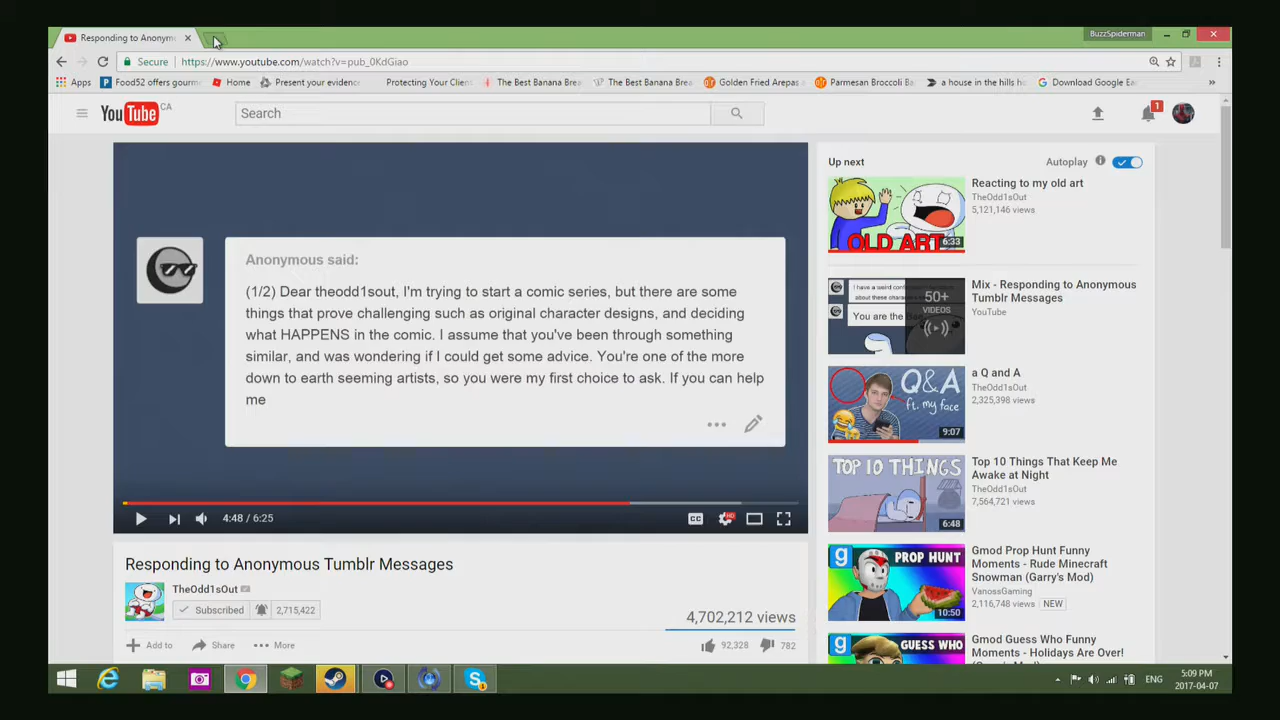 Responding to Anonym
BuzzSpiderman
Secure
https://www.youtube.com/watch?v=pub_0KdGiao
Apps
Food52 offers gourm
Home
Present your evidence
Protecting Your Clien
The Best Banana Brea
The Best Banana Brea
Golden Fried Arepas
Parmesan Broccoli Ba
a house in the hills h
Download Google Ear
YouTube CA
Search
1
Anonymous said:
(1/2) Dear theodd1sout, I'm trying to start a comic series, but there are some
things that prove challenging such as original character designs, and deciding
what HAPPENS in the comic. I assume that you've been through something
similar, and was wondering if I could get some advice. You're one of the more
down to earth seeming artists, so you were my first choice to ask. If you can help
me
4:48 / 6:25
CC
HD
Responding to Anonymous Tumblr Messages
TheOdd1sOut
Subscribed
2,715,422
4,702,212 views
Add to
Share
More
92,328
782
Up next
Autoplay
OLD ART
6:33
Reacting to my old art
TheOdd1sOut
5,121,146 views
You are the Bae
50+
VIDEOS
Mix - Responding to Anonymous
Tumblr Messages
YouTube
Q&A
ft. my face
9:07
a Q and A
TheOdd1sOut
2,325,398 views
TOP 10 THINGS
6:48
Top 10 Things That Keep Me
Awake at Night
TheOdd1sOut
7,564,721 views
g
PROP HUNT
10:50
Gmod Prop Hunt Funny
Moments - Rude Minecraft
Snowman (Garry's Mod)
VanossGaming
2,116,748 views
NEW
g
GUESS WHO
Gmod Guess Who Funny
Moments - Holidays Are Over!
ENG
5:09 PM
2017-04-07